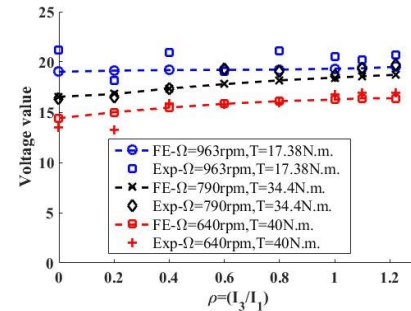 25
20
15
10
5
0
Voltage value
FE-Ω=963rpm,T=17.38N.m.
Exp-Ω=963rpm,T=17.38N.m.
FE-Ω=790rpm,T=34.4N.m.
Exp-Ω=790rpm,T=34.4N.m.
FE-Ω=640rpm,T=40N.m.
Exp-Ω=640rpm,T=40N.m.
0 0.2 0.4 0.6 0.8 1 1.2
ρ=(I₃/I₁)